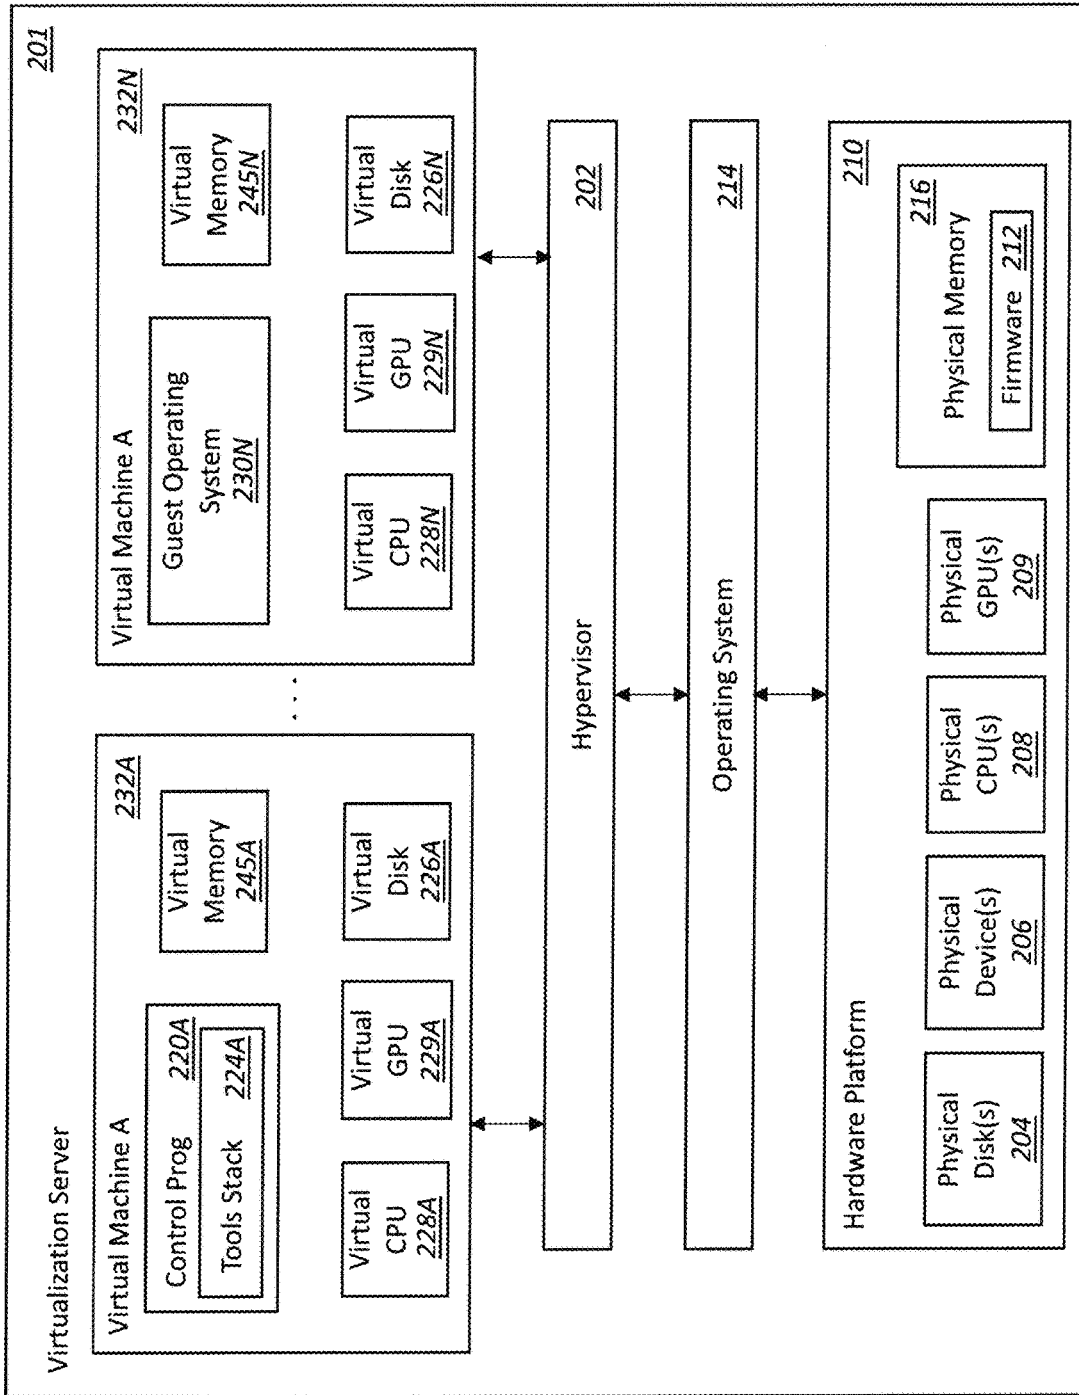 Virtualization Server
201
Virtual Machine A
232A
Control Prog
220A
Tools Stack
224A
Virtual
Memory
245A
Virtual
CPU
228A
Virtual
GPU
229A
Virtual
Disk
226A
. . .
Virtual Machine A
232N
Guest Operating
System
230N
Virtual
Memory
245N
Virtual
CPU
228N
Virtual
GPU
229N
Virtual
Disk
226N
Hypervisor
202
Operating System
214
Hardware Platform
210
Physical
Disk(s)
204
Physical
Device(s)
206
Physical
CPU(s)
208
Physical
GPU(s)
209
Physical Memory
216
Firmware 212